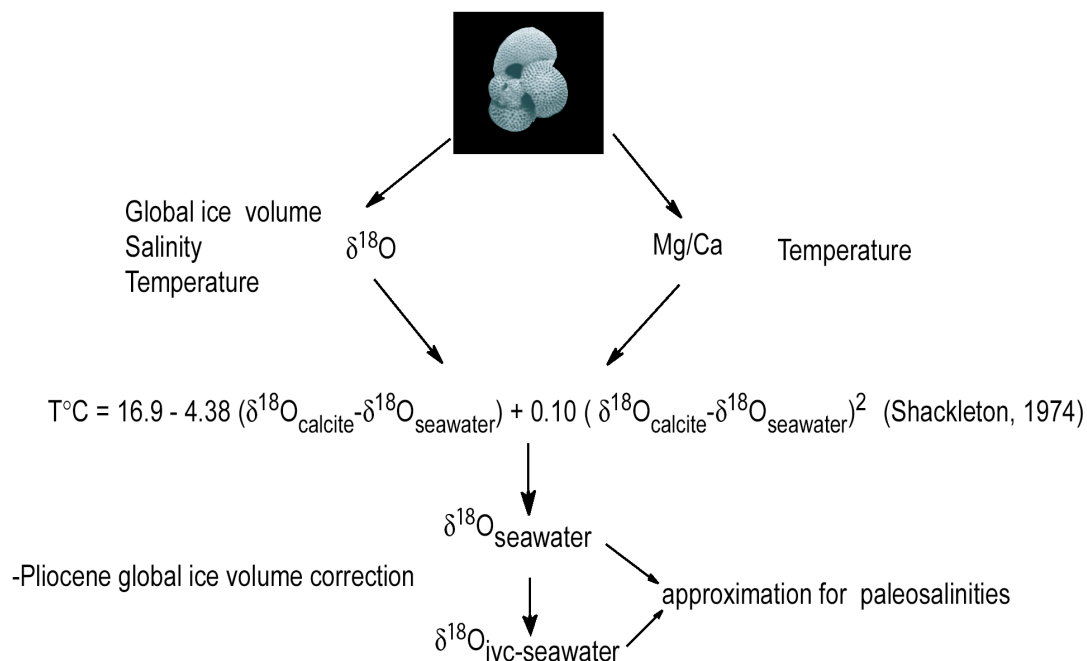 Global ice volume
Salinity
Temperature
δ¹⁸O
Mg/Ca
Temperature
T°C = 16.9 - 4.38 (δ¹⁸Ocalcite-δ¹⁸Oseawater) + 0.10 ( δ¹⁸Ocalcite-δ¹⁸Oseawater)² (Shackleton, 1974)
δ¹⁸Oseawater
-Pliocene global ice volume correction
approximation for paleosalinities
δ¹⁸Oivc-seawater